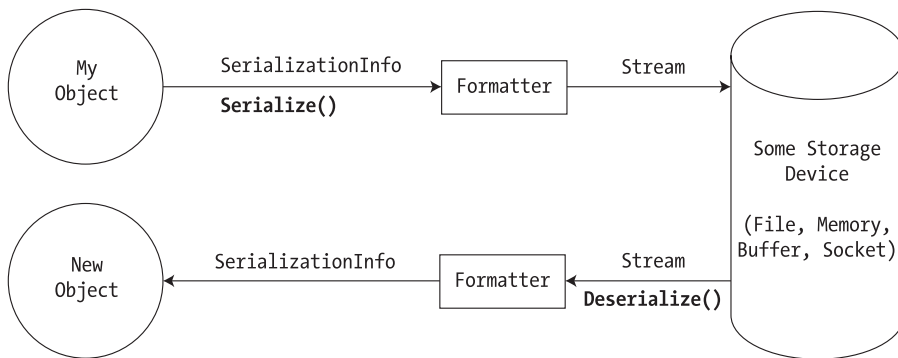 My
Object
SerializationInfo
Serialize()
Formatter
Stream
Some Storage
Device
(File, Memory,
Buffer, Socket)
New
Object
SerializationInfo
Formatter
Stream
Deserialize()